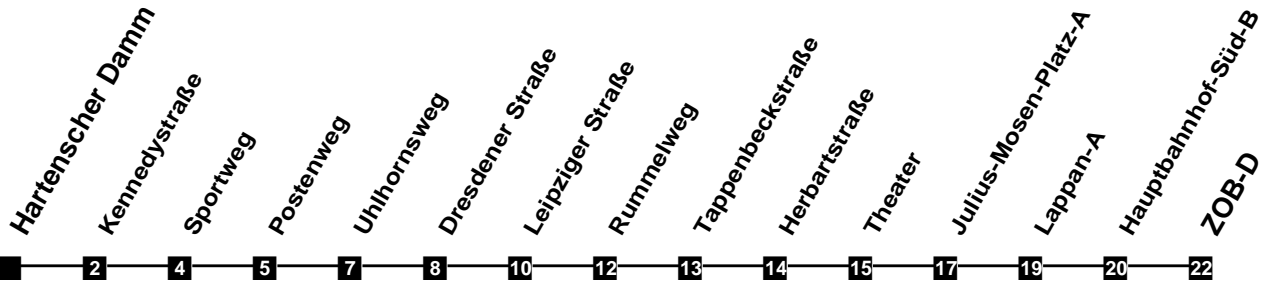 Hartenscher Damm
Kennedystraße
Sportweg
Postenweg
Uhlhornsweg
Dresdener Straße
Leipziger Straße
Rummelweg
Tappenbeckstraße
Herbartstraße
Theater
Julius-Mosen-Platz-A
Lappan-A
Hauptbahnhof-Süd-B
ZOB-D
2 4 5 7 8 10 12 13 14 15 17 19 20 22